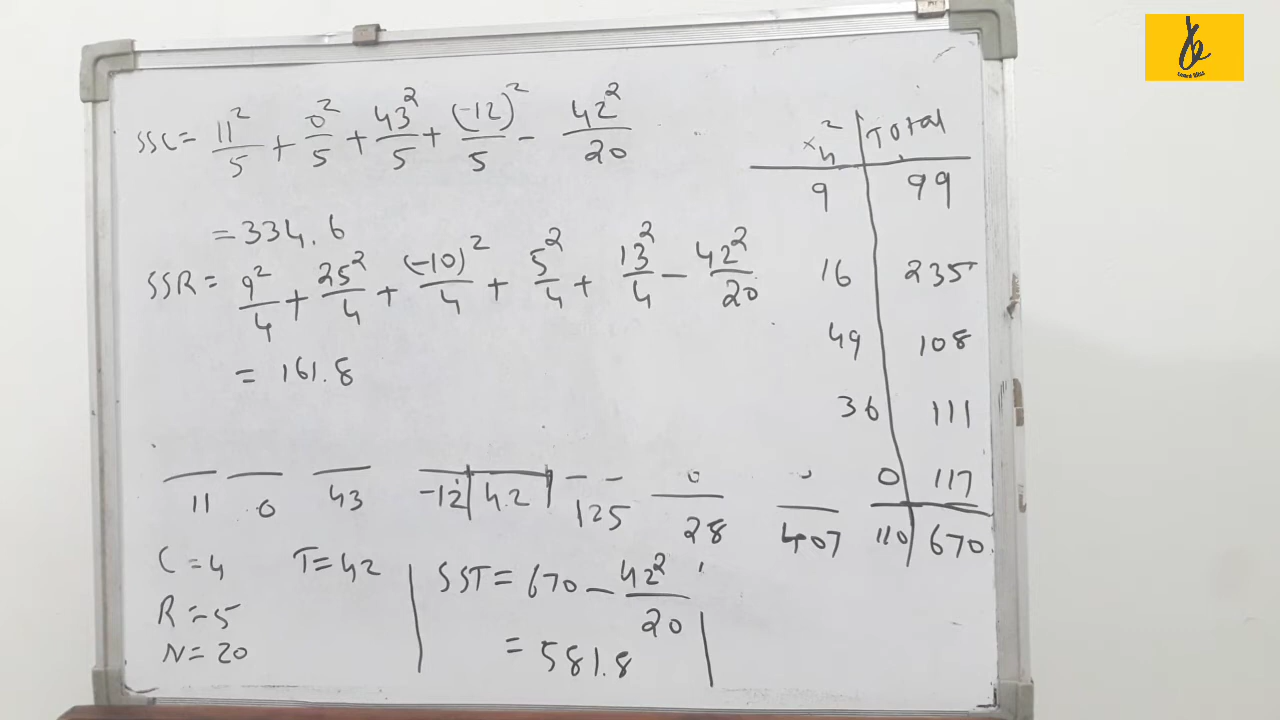 SSC= 11²/5 + 0²/5 + 43²/5 + (-12)²/5 - 42²/20
=334.6
SSR= 9²/4 + 25²/4 + (-10)²/4 + 5²/4 + 13²/4 - 42²/20
= 161.8
x₄² Total
9 99
16 235
49 108
36 111
0 117
110 670
11 0 43 -12 42 125 28 407
C=4 T=42
R=5
N=20
SST= 670 - 42²/20
= 581.8
Learn Bliss